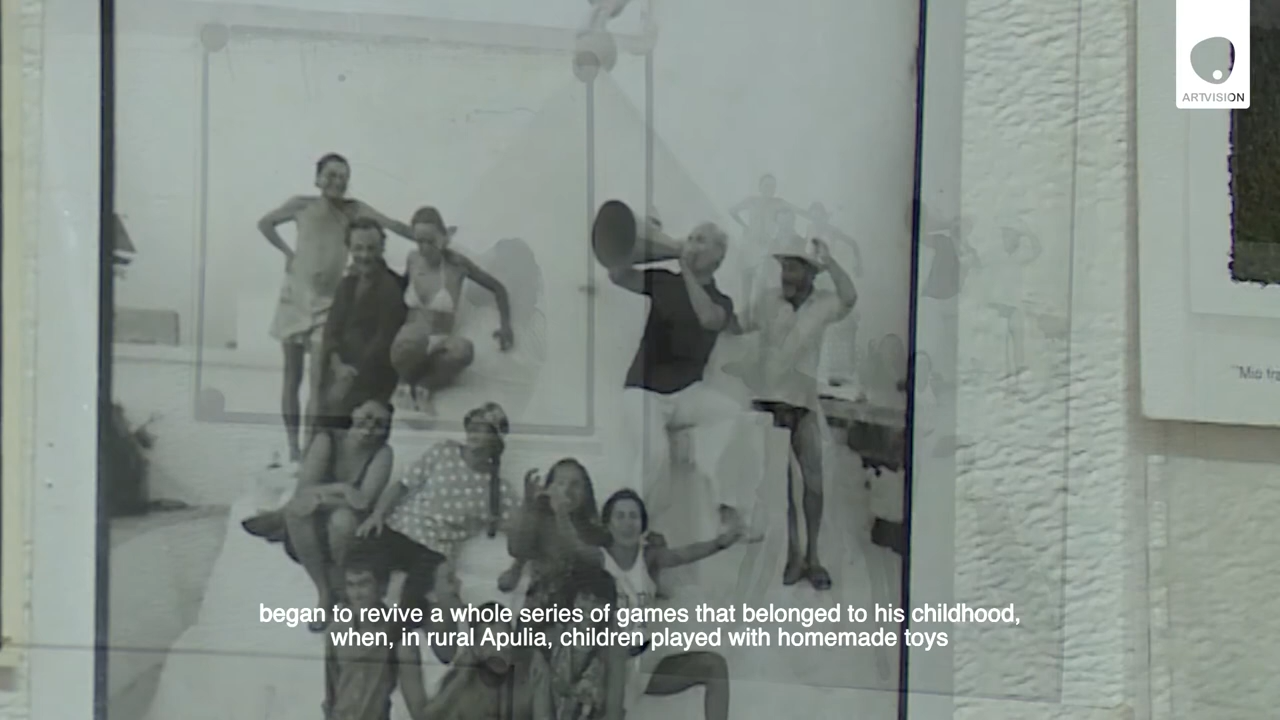 ARTVISION
"Mio
began to revive a whole series of games that belonged to his childhood,
when, in rural Apulia, children played with homemade toys